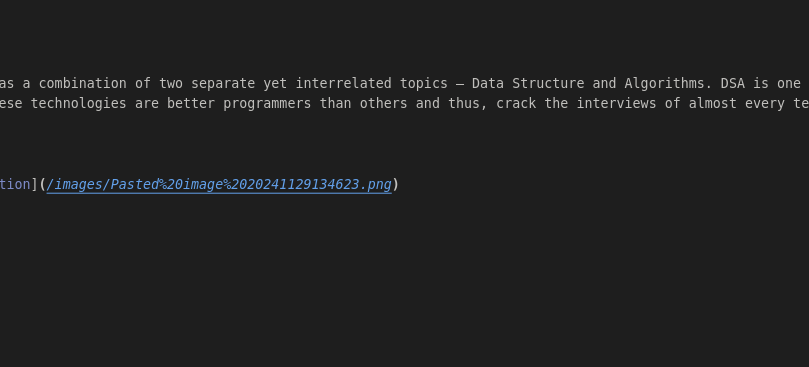 as a combination of two separate yet interrelated topics – Data Structure and Algorithms. DSA is one
ese technologies are better programmers than others and thus, crack the interviews of almost every te
tion](/images/Pasted%20image%2020241129134623.png)